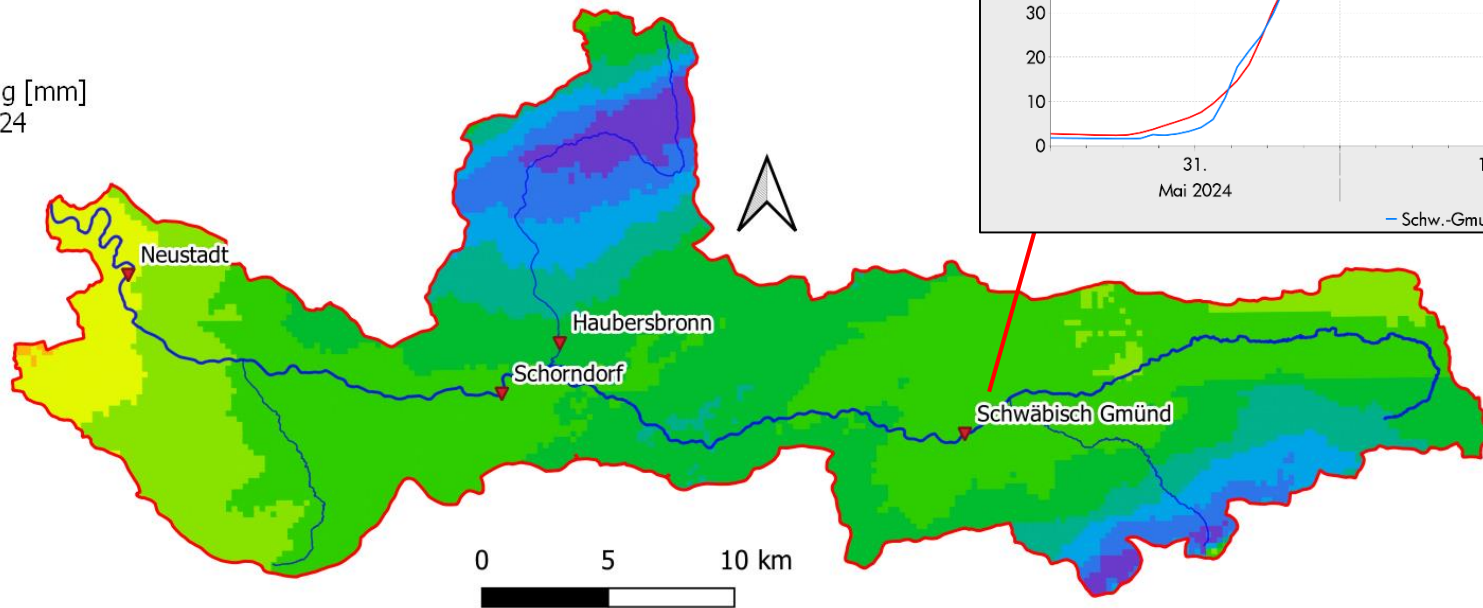 g [mm]
24
30
20
10
0
31.
1
Mai 2024
Schw.-Gmu
Neustadt
Haubersbronn
Schorndorf
Schwäbisch Gmünd
0 5 10 km